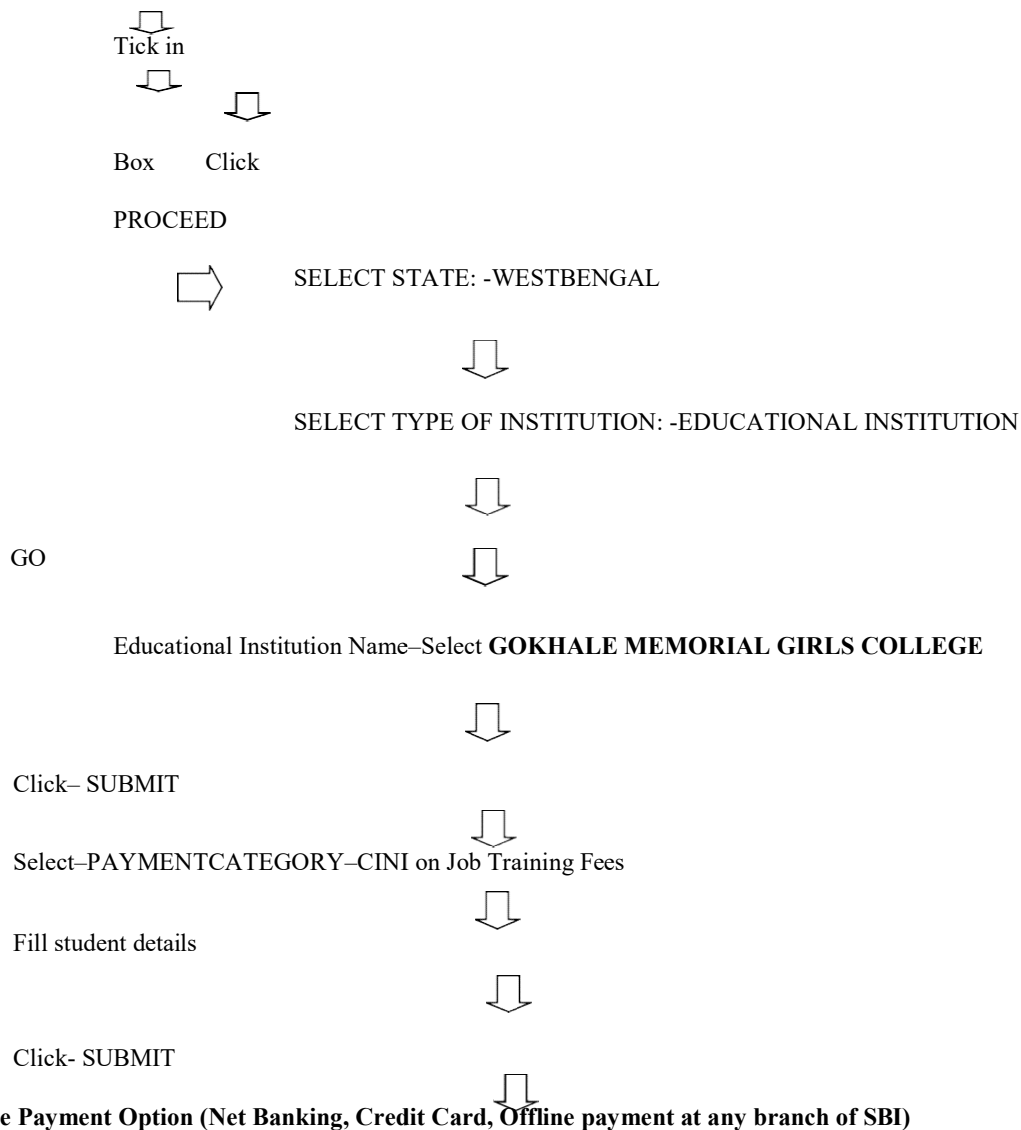 Tick in
Box Click
PROCEED
SELECT STATE: -WESTBENGAL
SELECT TYPE OF INSTITUTION: -EDUCATIONAL INSTITUTION
GO
Educational Institution Name–Select GOKHALE MEMORIAL GIRLS COLLEGE
Click– SUBMIT
Select–PAYMENTCATEGORY–CINI on Job Training Fees
Fill student details
Click- SUBMIT
e Payment Option (Net Banking, Credit Card, Offline payment at any branch of SBI)